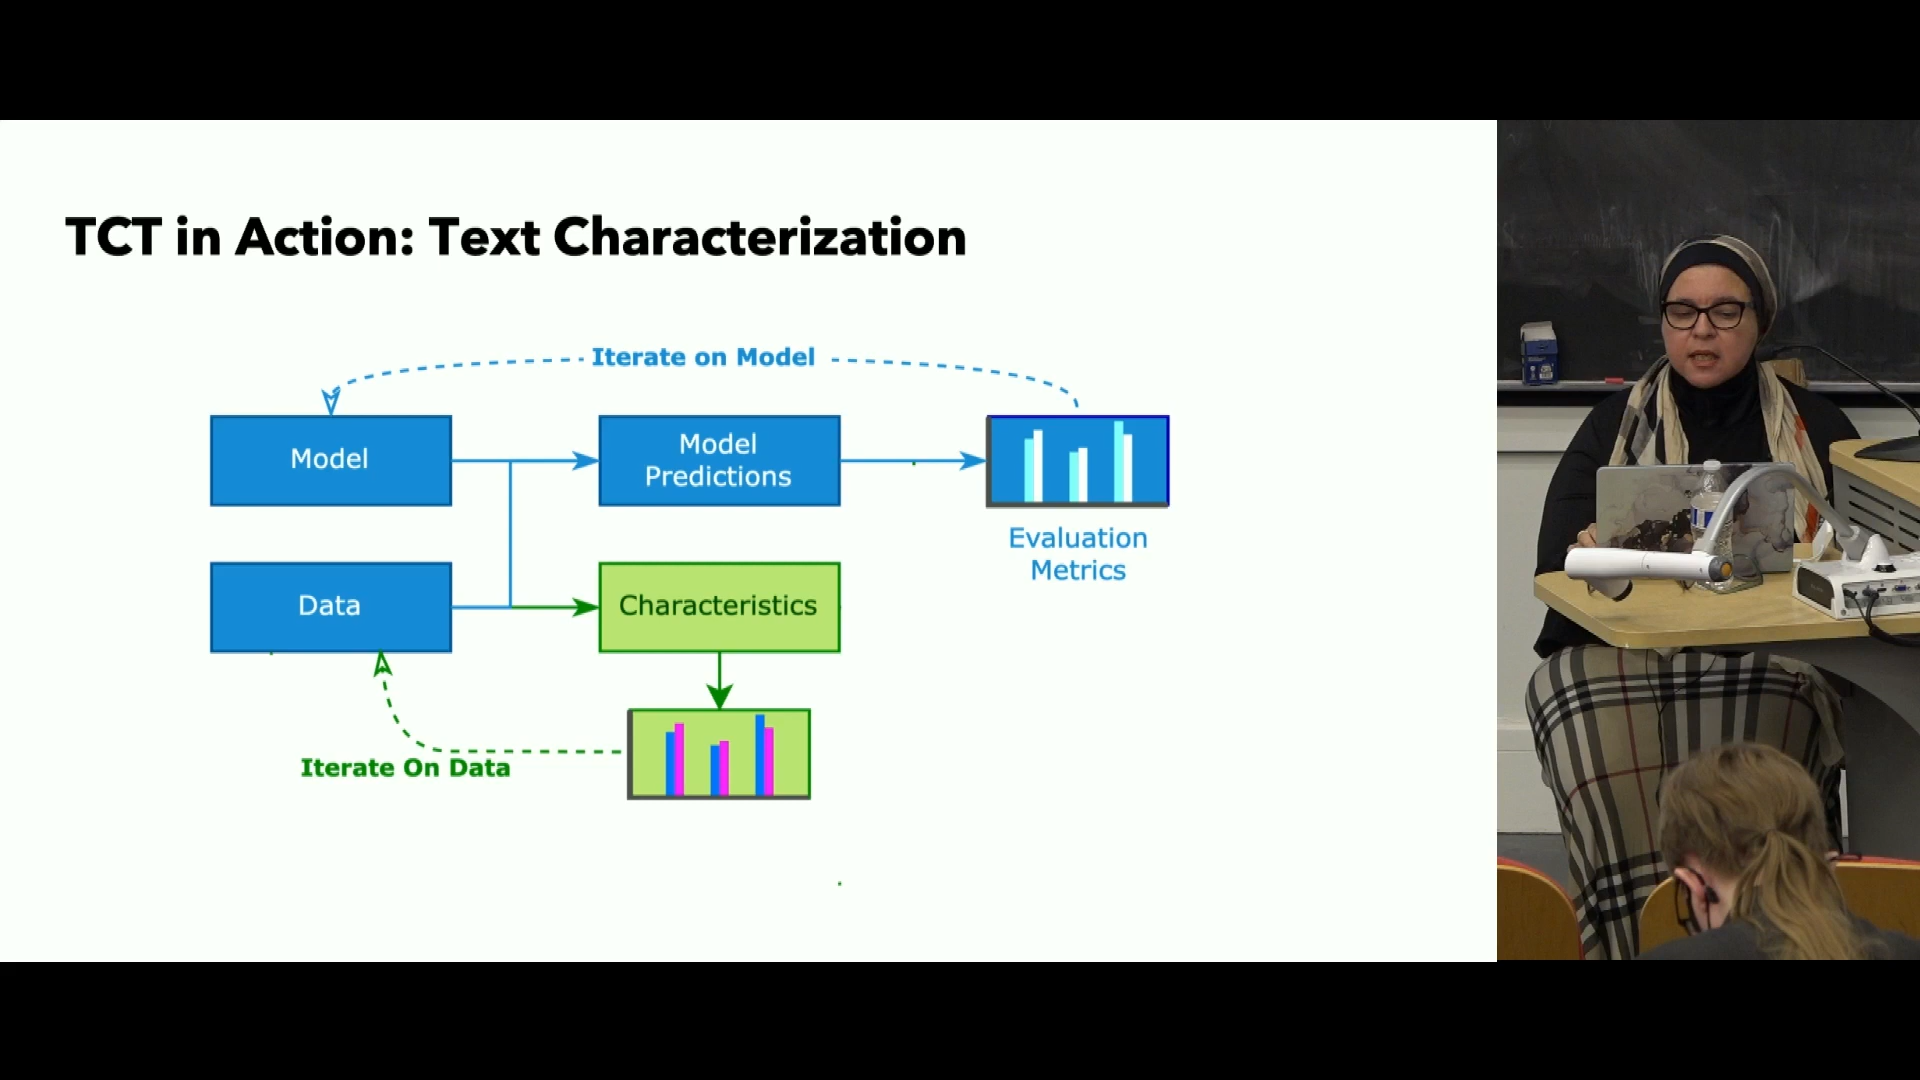 TCT in Action: Text Characterization
Iterate on Model
Model
Model
Predictions
Evaluation
Metrics
Data
Characteristics
Iterate On Data